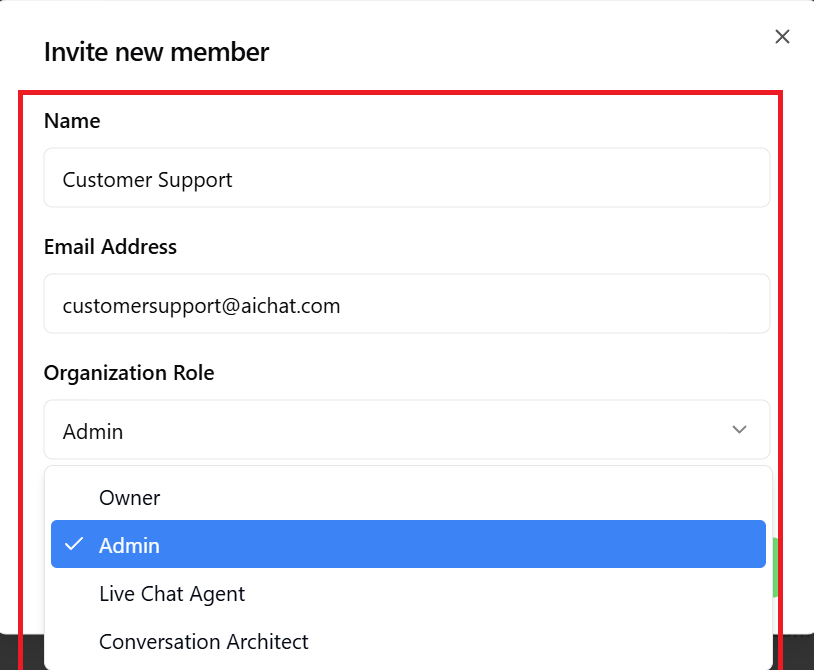 Invite new member
Name
Customer Support
Email Address
customersupport@aichat.com
Organization Role
Admin
Owner
Admin
Live Chat Agent
Conversation Architect